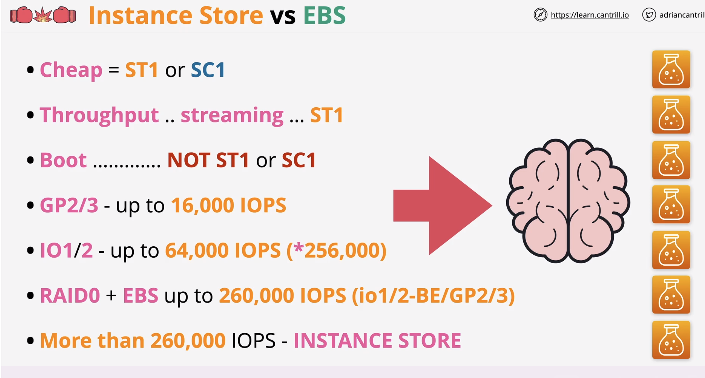 Instance Store vs EBS
https://learn.cantrill.io
adriancantril
• Cheap = ST1 or SC1
• Throughput .. streaming ... ST1
• Boot ............. NOT ST1 or SC1
• GP2/3 - up to 16,000 IOPS
• IO1/2 - up to 64,000 IOPS (*256,000)
• RAID0 + EBS up to 260,000 IOPS (io1/2-BE/GP2/3)
• More than 260,000 IOPS - INSTANCE STORE